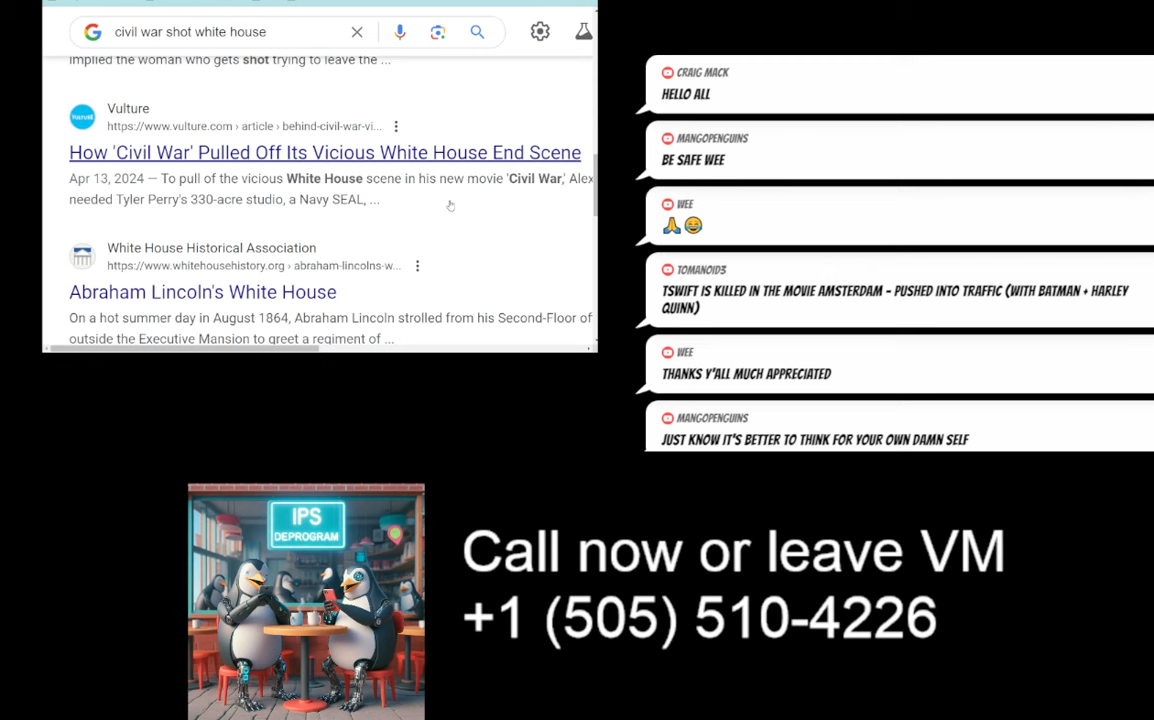 civil war shot white house
implied the woman who gets shot trying to leave the ...
Vulture
https://www.vulture.com › article › behind-civil-war-vi...
How 'Civil War' Pulled Off Its Vicious White House End Scene
Apr 13, 2024 — To pull of the vicious White House scene in his new movie 'Civil War,' Alex
needed Tyler Perry's 330-acre studio, a Navy SEAL, ...
White House Historical Association
https://www.whitehousehistory.org › abraham-lincolns-w...
Abraham Lincoln's White House
On a hot summer day in August 1864, Abraham Lincoln strolled from his Second-Floor of
outside the Executive Mansion to greet a regiment of ...
CRAIG MACK
HELLO ALL
MANGOPENGUINS
BE SAFE WEE
WEE
🙏😂
TOMANOID3
TSWIFT IS KILLED IN THE MOVIE AMSTERDAM - PUSHED INTO TRAFFIC (WITH BATMAN + HARLEY
QUINN)
WEE
THANKS Y'ALL MUCH APPRECIATED
MANGOPENGUINS
JUST KNOW IT'S BETTER TO THINK FOR YOUR OWN DAMN SELF
IPS
DEPROGRAM
Call now or leave VM
+1 (505) 510-4226